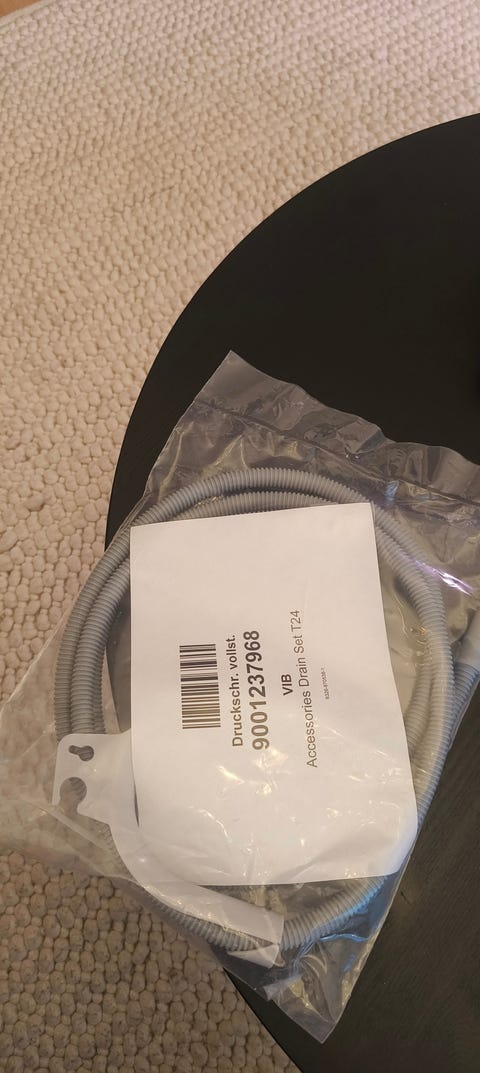 Druckschr. vollst.
9001237968
VIB
Accessories Drain Set T24